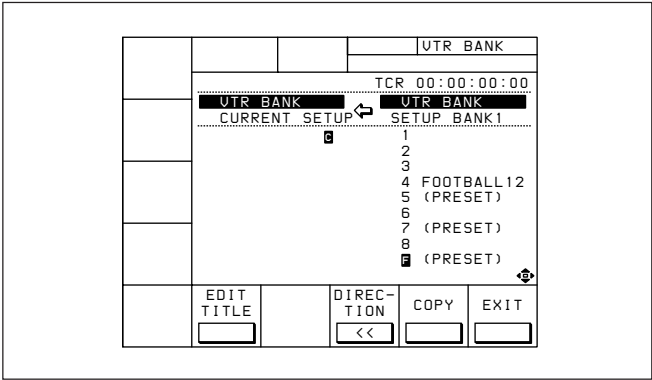 VTR BANK
TCR 00:00:00:00
VTR BANK VTR BANK
CURRENT SETUP SETUP BANK1
C 1
2
3
4 FOOTBALL12
5 (PRESET)
6
7 (PRESET)
8
F (PRESET)
EDIT TITLE
DIREC-TION
<<
COPY
EXIT